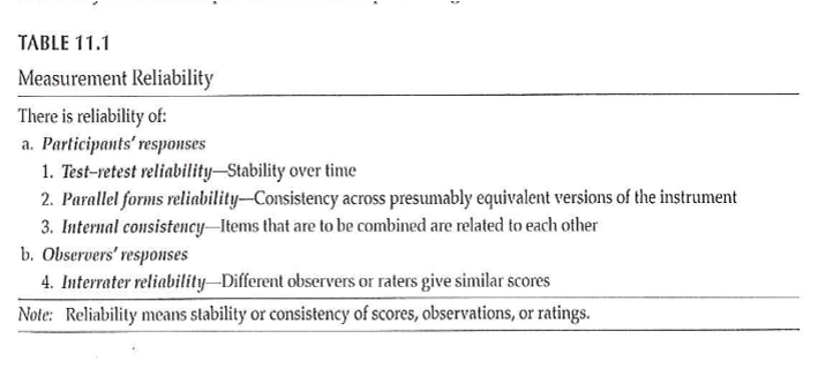 TABLE 11.1
Measurement Reliability
There is reliability of:
a. Participants' responses
1. Test–retest reliability—Stability over time
2. Parallel forms reliability—Consistency across presumably equivalent versions of the instrument
3. Internal consistency—Items that are to be combined are related to each other
b. Observers' responses
4. Interrater reliability—Different observers or raters give similar scores
Note: Reliability means stability or consistency of scores, observations, or ratings.